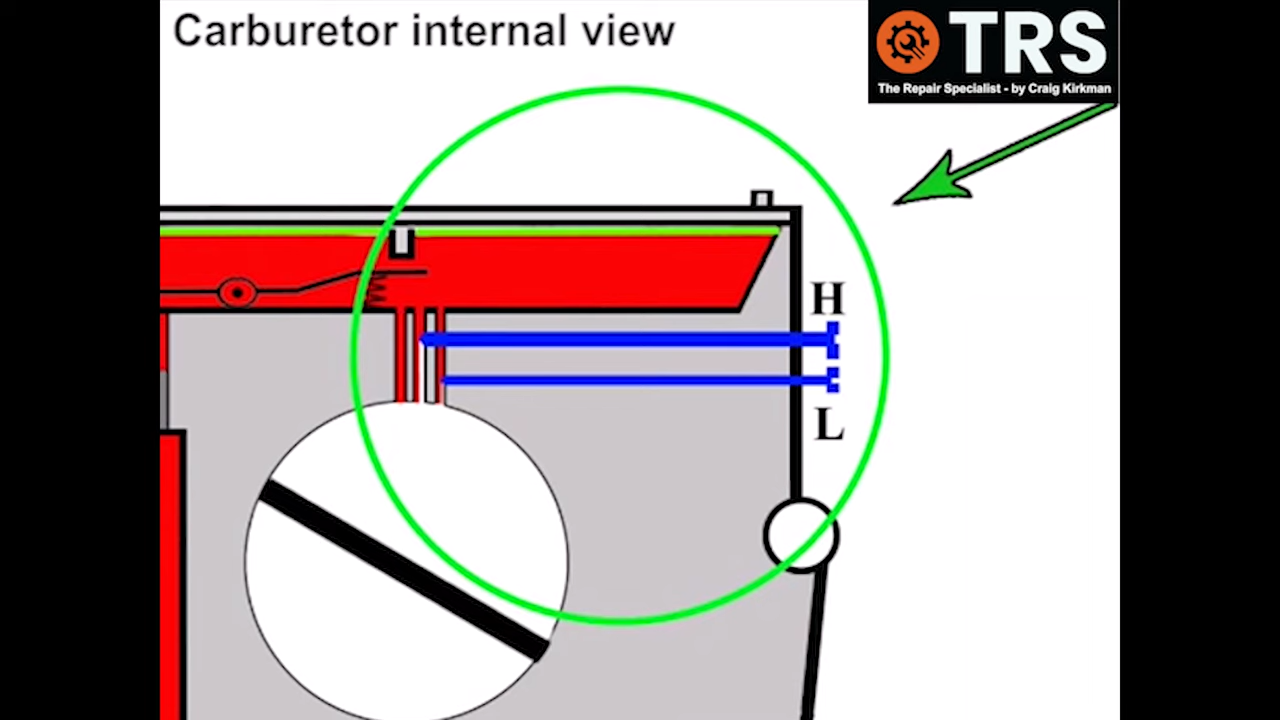 Carburetor internal view
TRS
The Repair Specialist - by Craig Kirkman
H
L